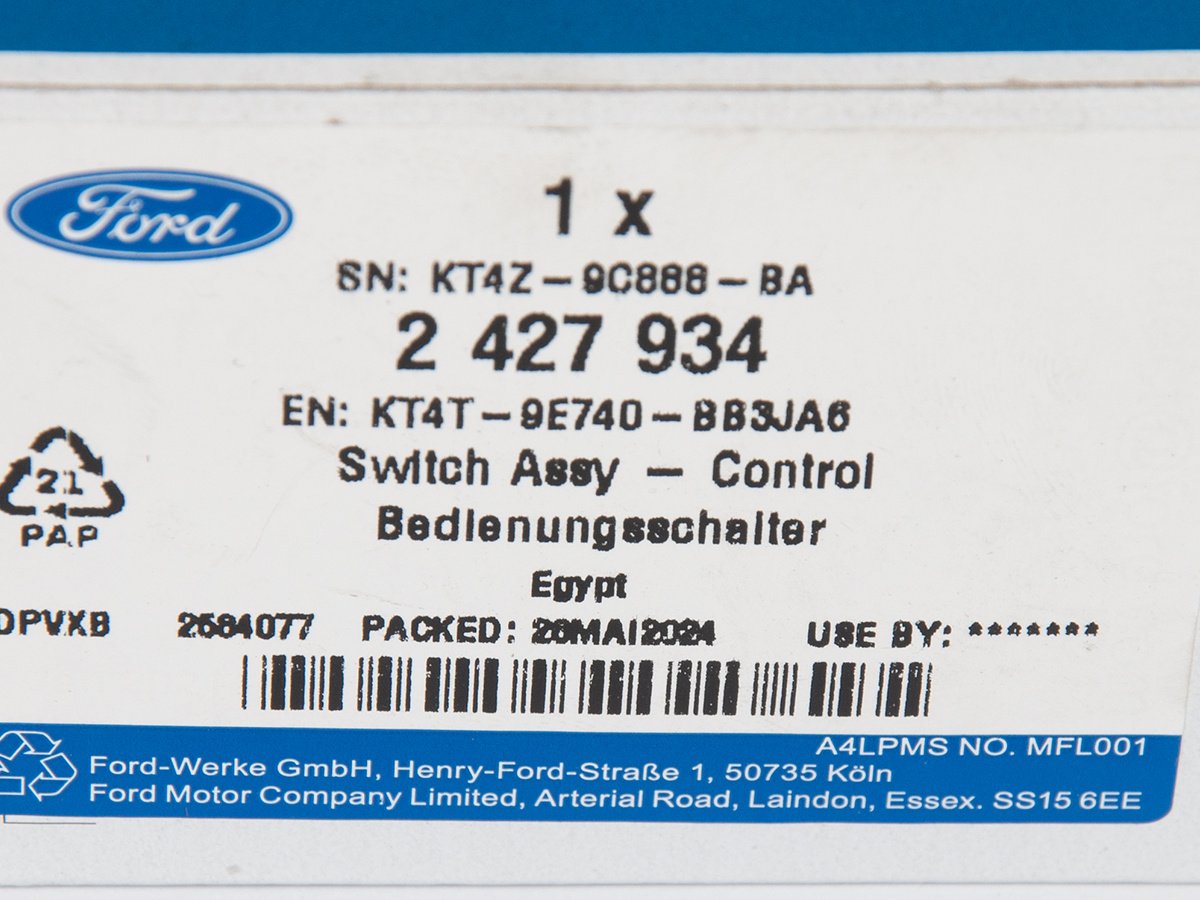 Ford
1 x
SN: KT4Z-9C888-BA
2 427 934
EN: KT4T-9E740-BB3JA6
Switch Assy - Control
Bedienungsschalter
21
PAP
Egypt
DPVXB 2584077 PACKED: 28MAI2024 USE BY: *******
A4LPMS NO. MFL001
Ford-Werke GmbH, Henry-Ford-Straße 1, 50735 Köln
Ford Motor Company Limited, Arterial Road, Laindon, Essex. SS15 6EE